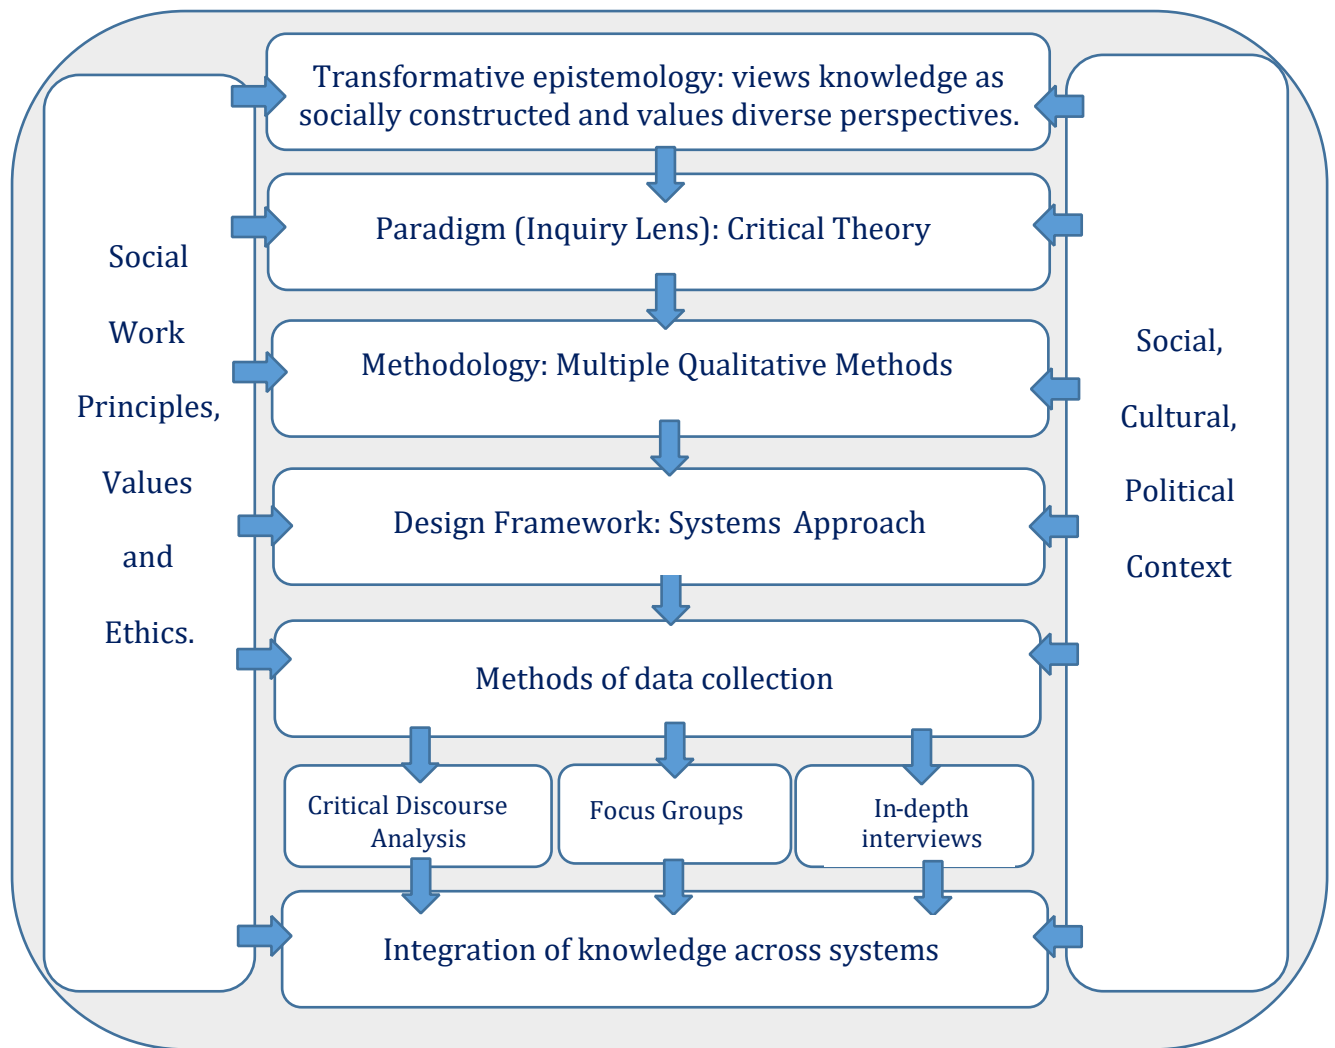 Transformative epistemology: views knowledge as
socially constructed and values diverse perspectives.
Paradigm (Inquiry Lens): Critical Theory
Social
Work
Principles,
Values
and
Ethics.
Methodology: Multiple Qualitative Methods
Social,
Cultural,
Political
Context
Design Framework: Systems Approach
Methods of data collection
Critical Discourse
Analysis
Focus Groups
In-depth
interviews
Integration of knowledge across systems